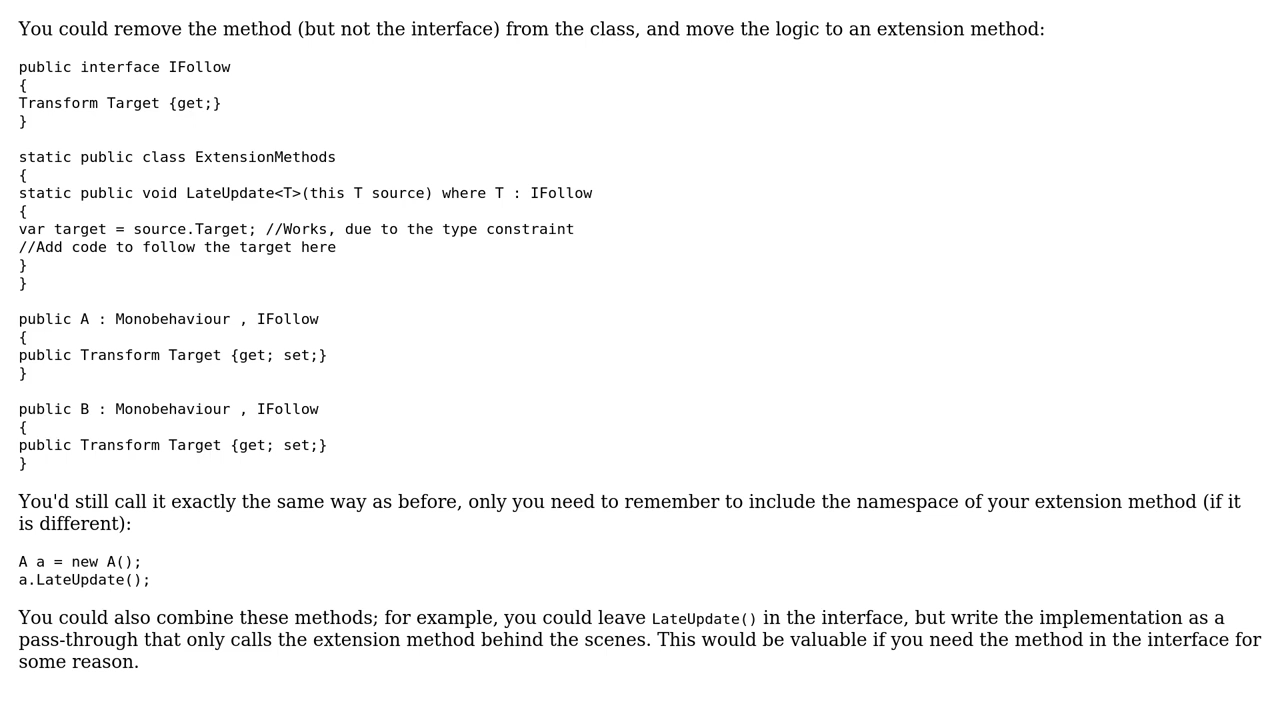 You could remove the method (but not the interface) from the class, and move the logic to an extension method:
public interface IFollow
{
Transform Target {get;}
}
static public class ExtensionMethods
{
static public void LateUpdate<T>(this T source) where T : IFollow
{
var target = source.Target; //Works, due to the type constraint
//Add code to follow the target here
}
}
public A : Monobehaviour , IFollow
{
public Transform Target {get; set;}
}
public B : Monobehaviour , IFollow
{
public Transform Target {get; set;}
}
You'd still call it exactly the same way as before, only you need to remember to include the namespace of your extension method (if it
is different):
A a = new A();
a.LateUpdate();
You could also combine these methods; for example, you could leave LateUpdate() in the interface, but write the implementation as a
pass-through that only calls the extension method behind the scenes. This would be valuable if you need the method in the interface for
some reason.